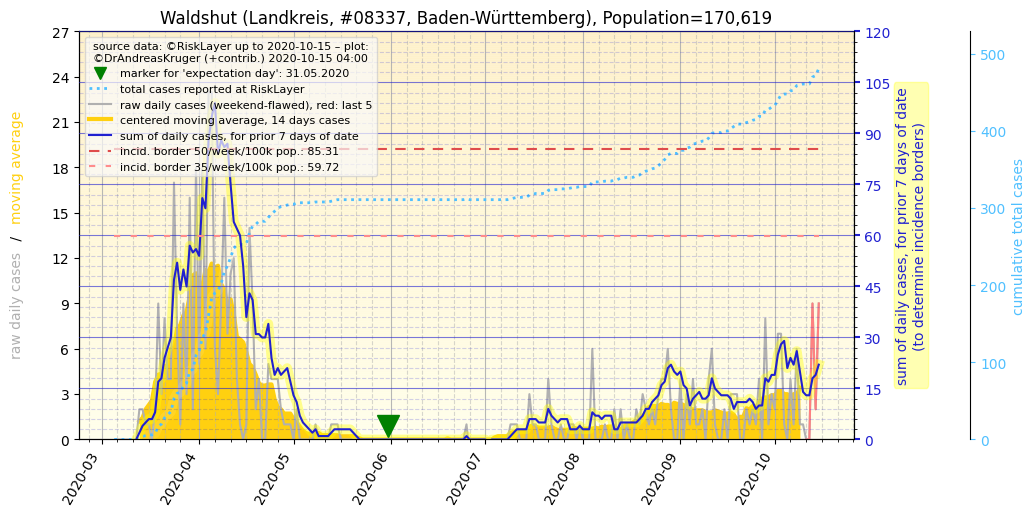 Waldshut (Landkreis, #08337, Baden-Württemberg), Population=170,619
source data: ©RiskLayer up to 2020-10-15 – plot:
©DrAndreasKruger (+contrib.) 2020-10-15 04:00
marker for 'expectation day': 31.05.2020
total cases reported at RiskLayer
raw daily cases (weekend-flawed), red: last 5
centered moving average, 14 days cases
sum of daily cases, for prior 7 days of date
incid. border 50/week/100k pop.: 85.31
incid. border 35/week/100k pop.: 59.72
raw daily cases / moving average
27
24
21
18
15
12
9
6
3
0
120
105
90
75
60
45
30
15
0
sum of daily cases, for prior 7 days of date
(to determine incidence borders)
500
400
300
200
100
0
cumulative total cases
2020-03
2020-04
2020-05
2020-06
2020-07
2020-08
2020-09
2020-10